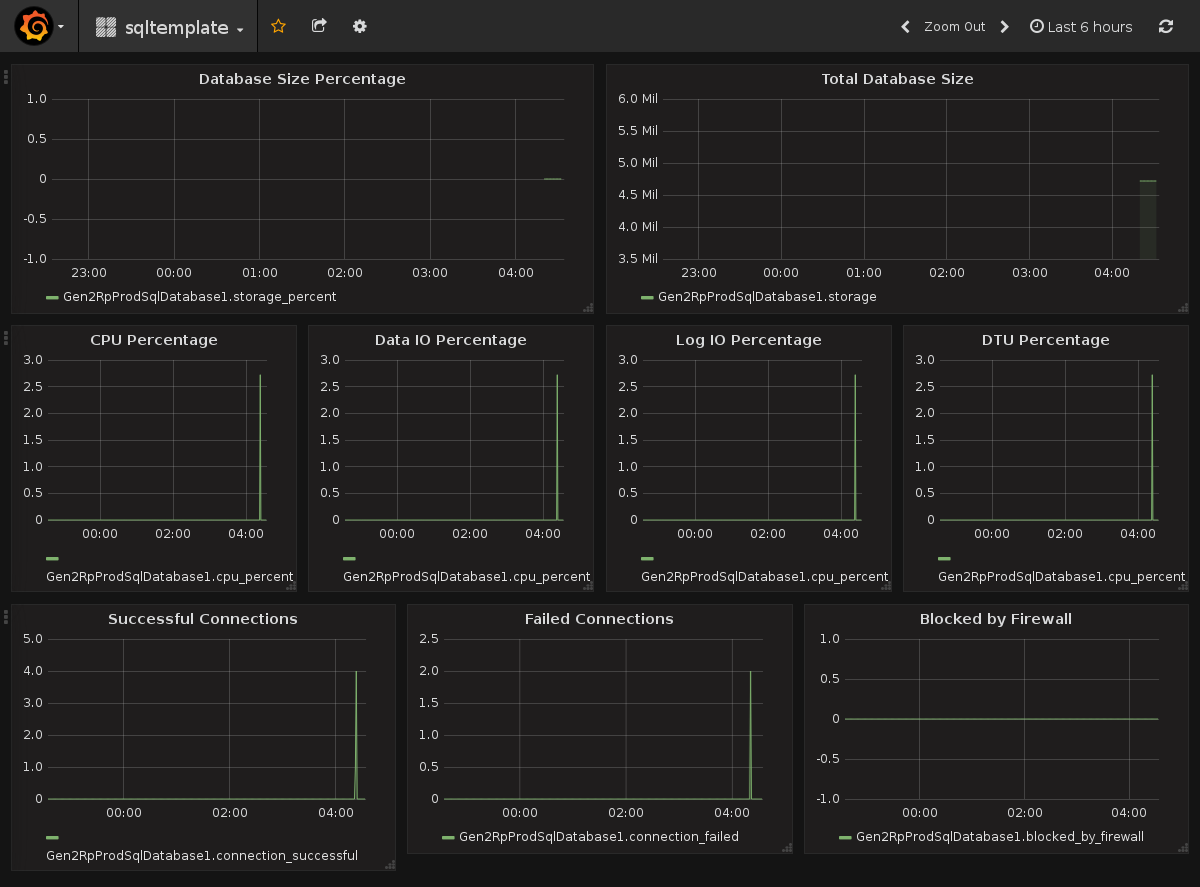 sqltemplate
Zoom Out
Last 6 hours
Database Size Percentage
1.0
0.5
0
-0.5
-1.0
23:00 00:00 01:00 02:00 03:00 04:00
Gen2RpProdSqlDatabase1.storage_percent
Total Database Size
6.0 Mil
5.5 Mil
5.0 Mil
4.5 Mil
4.0 Mil
3.5 Mil
23:00 00:00 01:00 02:00 03:00 04:00
Gen2RpProdSqlDatabase1.storage
CPU Percentage
3.0
2.5
2.0
1.5
1.0
0.5
0
00:00 02:00 04:00
Gen2RpProdSqlDatabase1.cpu_percent
Data IO Percentage
3.0
2.5
2.0
1.5
1.0
0.5
0
00:00 02:00 04:00
Gen2RpProdSqlDatabase1.cpu_percent
Log IO Percentage
3.0
2.5
2.0
1.5
1.0
0.5
0
00:00 02:00 04:00
Gen2RpProdSqlDatabase1.cpu_percent
DTU Percentage
3.0
2.5
2.0
1.5
1.0
0.5
0
00:00 02:00 04:00
Gen2RpProdSqlDatabase1.cpu_percent
Successful Connections
5.0
4.0
3.0
2.0
1.0
0
00:00 02:00 04:00
Gen2RpProdSqlDatabase1.connection_successful
Failed Connections
2.5
2.0
1.5
1.0
0.5
0
00:00 02:00 04:00
Gen2RpProdSqlDatabase1.connection_failed
Blocked by Firewall
1.0
0.5
0
-0.5
-1.0
00:00 02:00 04:00
Gen2RpProdSqlDatabase1.blocked_by_firewall